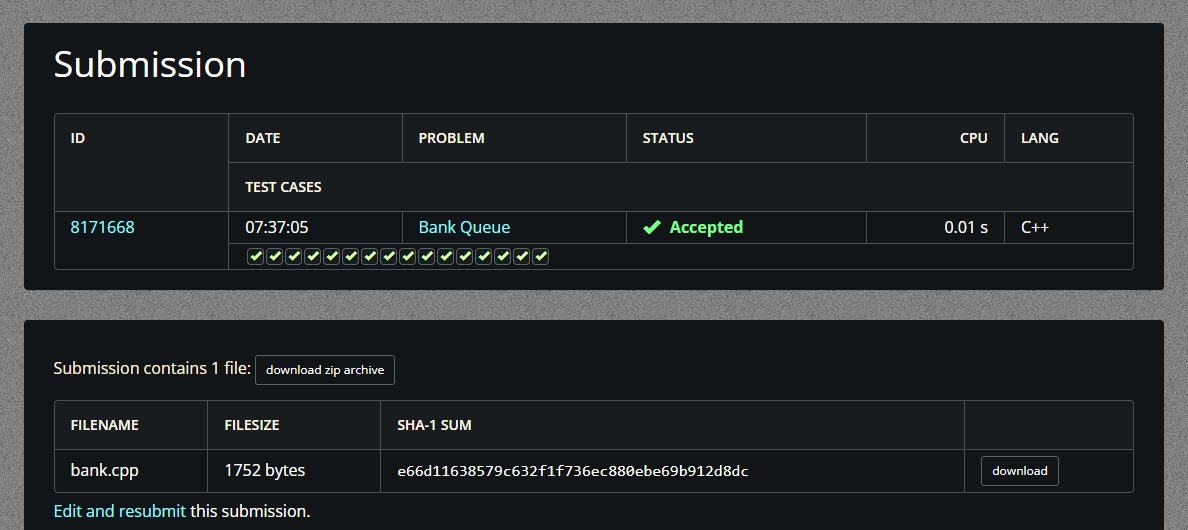 Submission
ID DATE PROBLEM STATUS CPU LANG
TEST CASES
8171668 07:37:05 Bank Queue Accepted 0.01 s C++
Submission contains 1 file: download zip archive
FILENAME FILESIZE SHA-1 SUM
bank.cpp 1752 bytes e66d11638579c632f1f736ec880ebe69b912d8dc download
Edit and resubmit this submission.